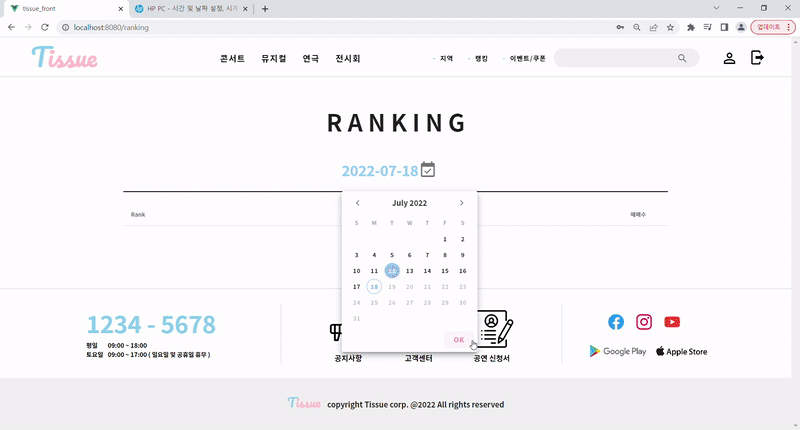 tissue_front
HP PC - 시간 및 날짜 설정, 시계
localhost:8080/ranking
업데이트
Tissue
콘서트 뮤지컬 연극 전시회
지역 랭킹 이벤트/쿠폰
RANKING
2022-07-18
Rank
예매수
July 2022
S M T W T F S
1 2
3 4 5 6 7 8 9
10 11 12 13 14 15 16
17 18 19 20 21 22 23
24 25 26 27 28 29 30
31
OK
1234 - 5678
평일 09:00 ~ 18:00
토요일 09:00 ~ 17:00 ( 일요일 및 공휴일 휴무 )
공지사항
고객센터
공연 신청서
Google Play
Apple Store
Tissue copyright Tissue corp. @2022 All rights reserved